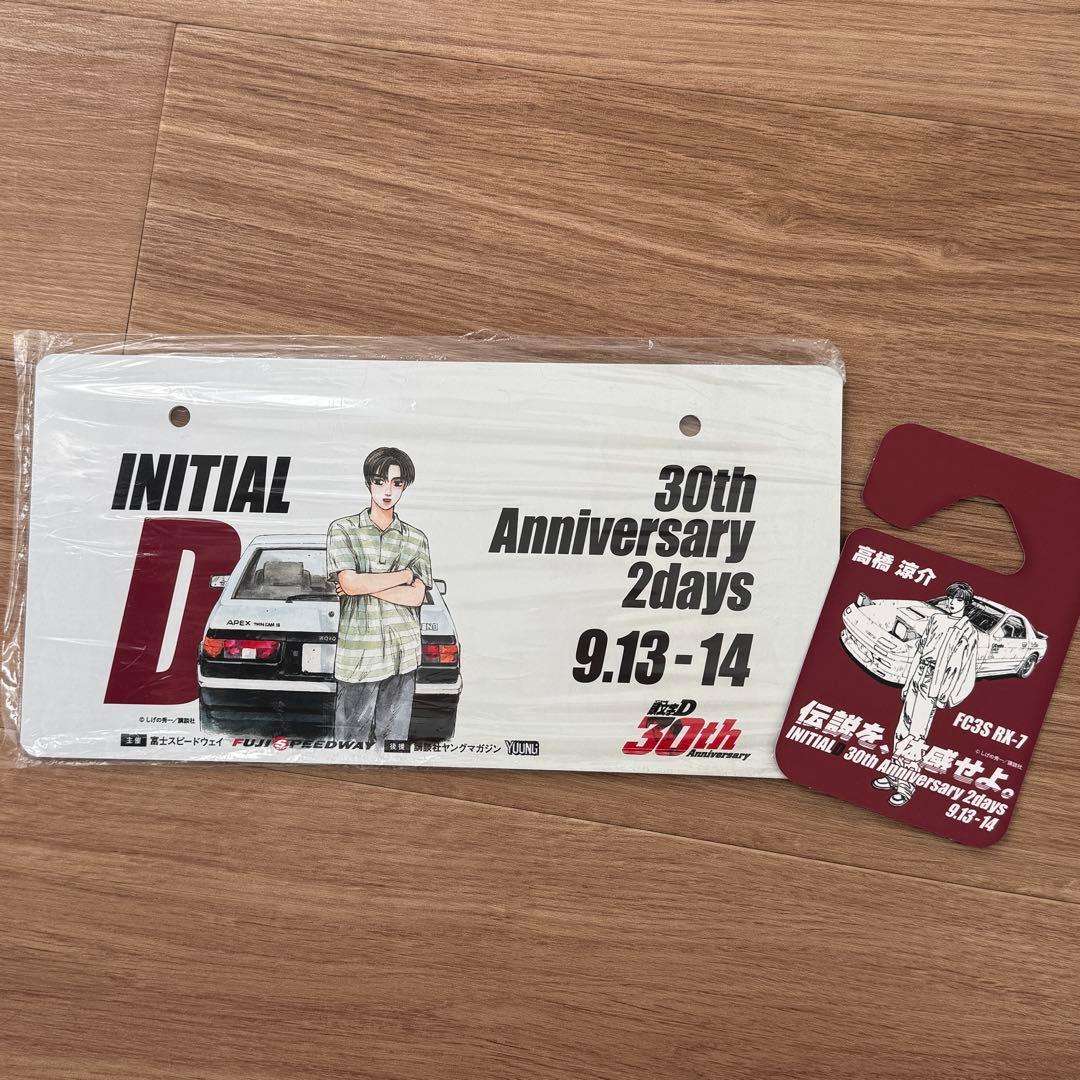 INITIAL
D
30th
Anniversary
2days
9.13-14
APEX TWIN CAM 16
©しげの秀一/講談社
主催 富士スピードウェイ FUJI SPEEDWAY 後援 講談社ヤングマガジン YOUNG
頭文字D
30th
Anniversary
高橋 涼介
FC3S RX-7
©しげの秀一/講談社
伝説を、体感せよ。
INITIAL D 30th Anniversary 2days
9.13-14